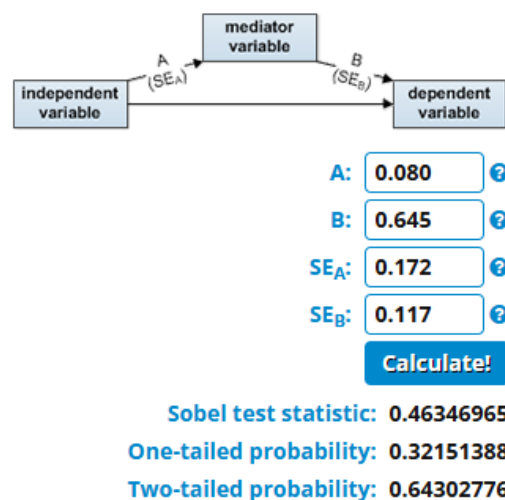 mediator
variable
A
(SEA)
B
(SEB)
independent
variable
dependent
variable
A: 0.080 ?
B: 0.645 ?
SEA: 0.172 ?
SEB: 0.117 ?
Calculate!
Sobel test statistic: 0.46346965
One-tailed probability: 0.32151388
Two-tailed probability: 0.64302776